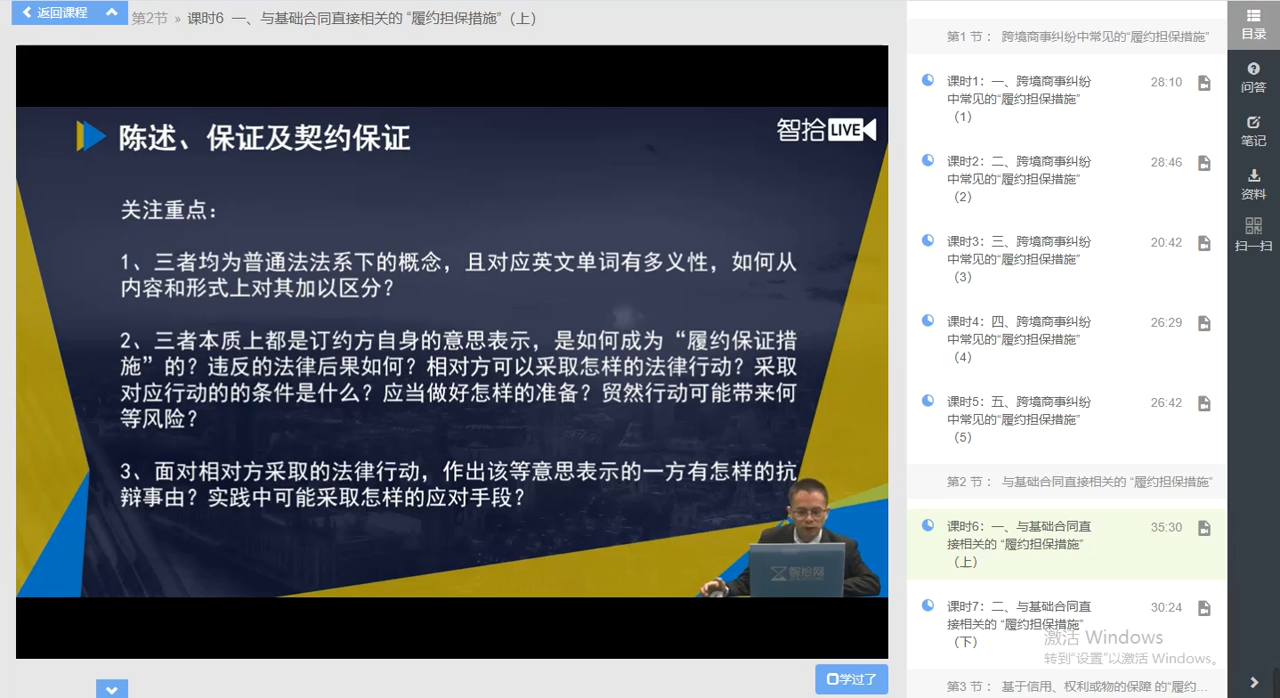 返回课程
第2节 » 课时6 一、与基础合同直接相关的 “履约担保措施”（上）
陈述、保证及契约保证
智拾LIVE
关注重点：
1、三者均为普通法法系下的概念，且对应英文单词有多义性，如何从
内容和形式上对其加以区分？
2、三者本质上都是订约方自身的意思表示，是如何成为“履约保证措
施”的？违反的法律后果如何？相对方可以采取怎样的法律行动？采取
对应行动的的条件是什么？应当做好怎样的准备？贸然行动可能带来何
等风险？
3、面对相对方采取的法律行动，作出该等意思表示的一方有怎样的抗
辩事由？实践中可能采取怎样的应对手段？
智拾网
学过了
第1 节： 跨境商事纠纷中常见的“履约担保措施”
课时1：一、跨境商事纠纷 28:10
中常见的“履约担保措施”
（1）
课时2：二、跨境商事纠纷 28:46
中常见的“履约担保措施”
（2）
课时3：三、跨境商事纠纷 20:42
中常见的“履约担保措施”
（3）
课时4：四、跨境商事纠纷 26:29
中常见的“履约担保措施”
（4）
课时5：五、跨境商事纠纷 26:42
中常见的“履约担保措施”
（5）
第2 节： 与基础合同直接相关的 “履约担保措施”
课时6：一、与基础合同直 35:30
接相关的 “履约担保措施”
（上）
课时7：二、与基础合同直 30:24
接相关的 “履约担保措施”
（下）
激活 Windows
转到“设置”以激活 Windows。
第3 节： 基于信用、权利或物的保障 的“履约...
目录
问答
笔记
资料
扫一扫